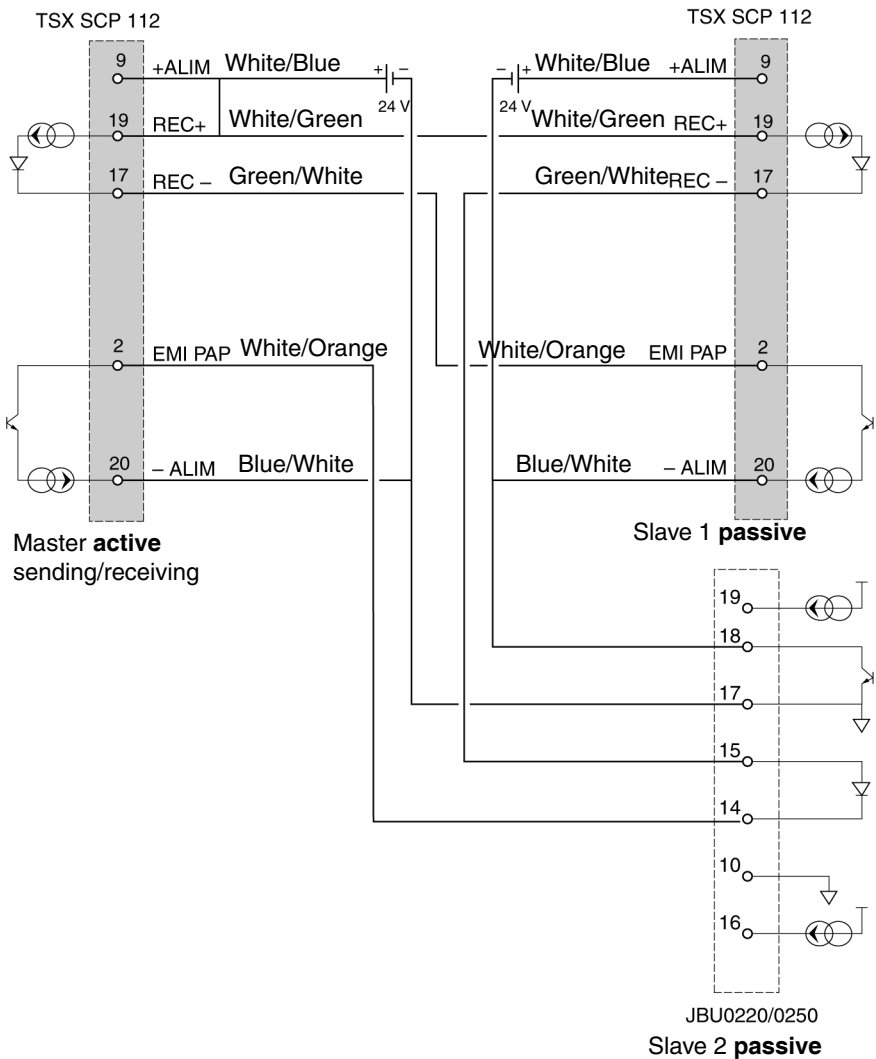 TSX SCP 112 TSX SCP 112
9 +ALIM White/Blue + – – + White/Blue +ALIM 9
24 V 24 V
19 REC+ White/Green White/Green REC+ 19
17 REC – Green/White Green/White REC – 17
2 EMI PAP White/Orange White/Orange EMI PAP 2
20 – ALIM Blue/White Blue/White – ALIM 20
Master active
sending/receiving
Slave 1 passive
19
18
17
15
14
10
16
JBU0220/0250
Slave 2 passive